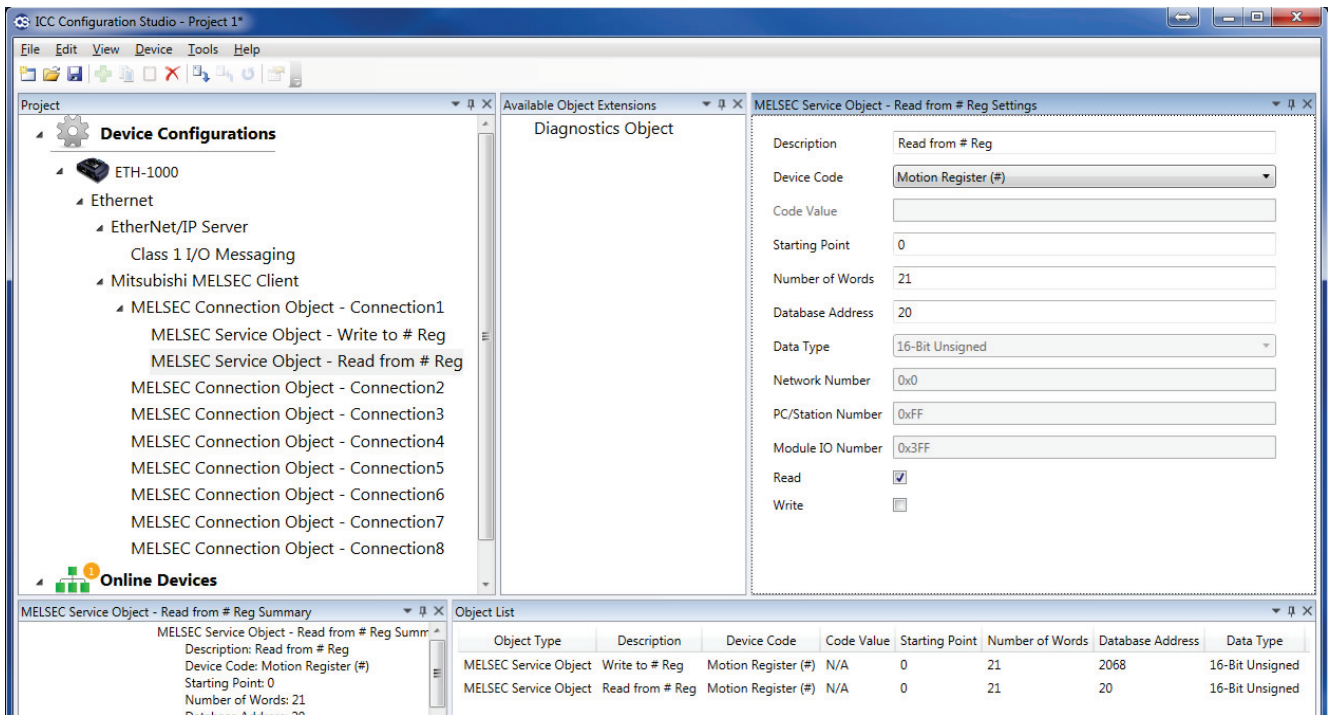 ICC Configuration Studio - Project 1*
File Edit View Device Tools Help
Project
Device Configurations
ETH-1000
Ethernet
EtherNet/IP Server
Class 1 I/O Messaging
Mitsubishi MELSEC Client
MELSEC Connection Object - Connection1
MELSEC Service Object - Write to # Reg
MELSEC Service Object - Read from # Reg
MELSEC Connection Object - Connection2
MELSEC Connection Object - Connection3
MELSEC Connection Object - Connection4
MELSEC Connection Object - Connection5
MELSEC Connection Object - Connection6
MELSEC Connection Object - Connection7
MELSEC Connection Object - Connection8
1
Online Devices
Available Object Extensions
Diagnostics Object
MELSEC Service Object - Read from # Reg Settings
Description Read from # Reg
Device Code Motion Register (#)
Code Value
Starting Point 0
Number of Words 21
Database Address 20
Data Type 16-Bit Unsigned
Network Number 0x0
PC/Station Number 0xFF
Module IO Number 0x3FF
Read
Write
MELSEC Service Object - Read from # Reg Summary
MELSEC Service Object - Read from # Reg Summ
Description: Read from # Reg
Device Code: Motion Register (#)
Starting Point: 0
Number of Words: 21
Database Address: 20
Object List
Object Type Description Device Code Code Value Starting Point Number of Words Database Address Data Type
MELSEC Service Object Write to # Reg Motion Register (#) N/A 0 21 2068 16-Bit Unsigned
MELSEC Service Object Read from # Reg Motion Register (#) N/A 0 21 20 16-Bit Unsigned